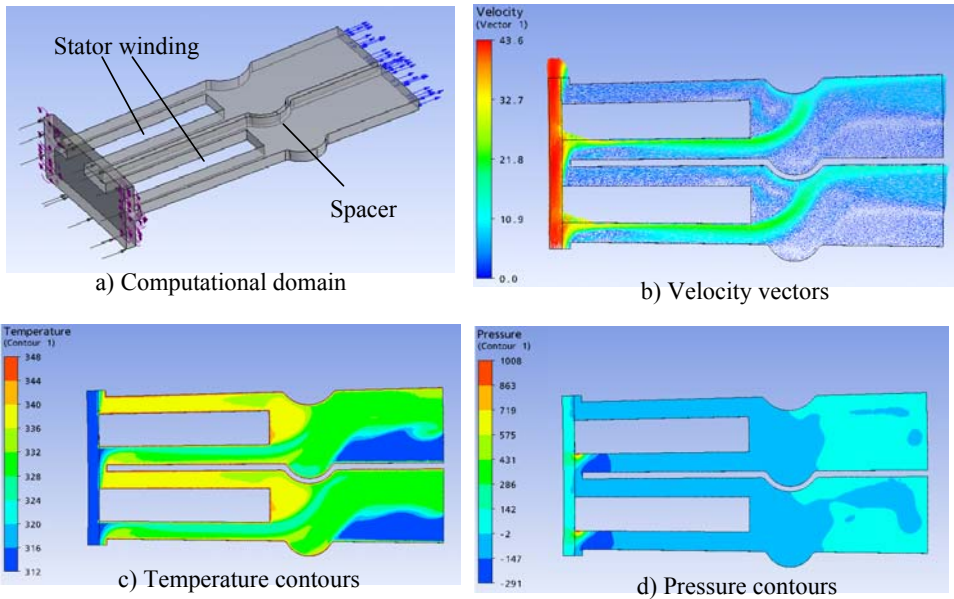 Stator winding
Spacer
a) Computational domain
Velocity
(Vector 1)
43.6
32.7
21.8
10.9
0.0
b) Velocity vectors
Temperature
(Contour 1)
348
344
340
336
332
328
324
320
316
312
c) Temperature contours
Pressure
(Contour 1)
1008
863
719
575
431
286
142
-2
-147
-291
d) Pressure contours